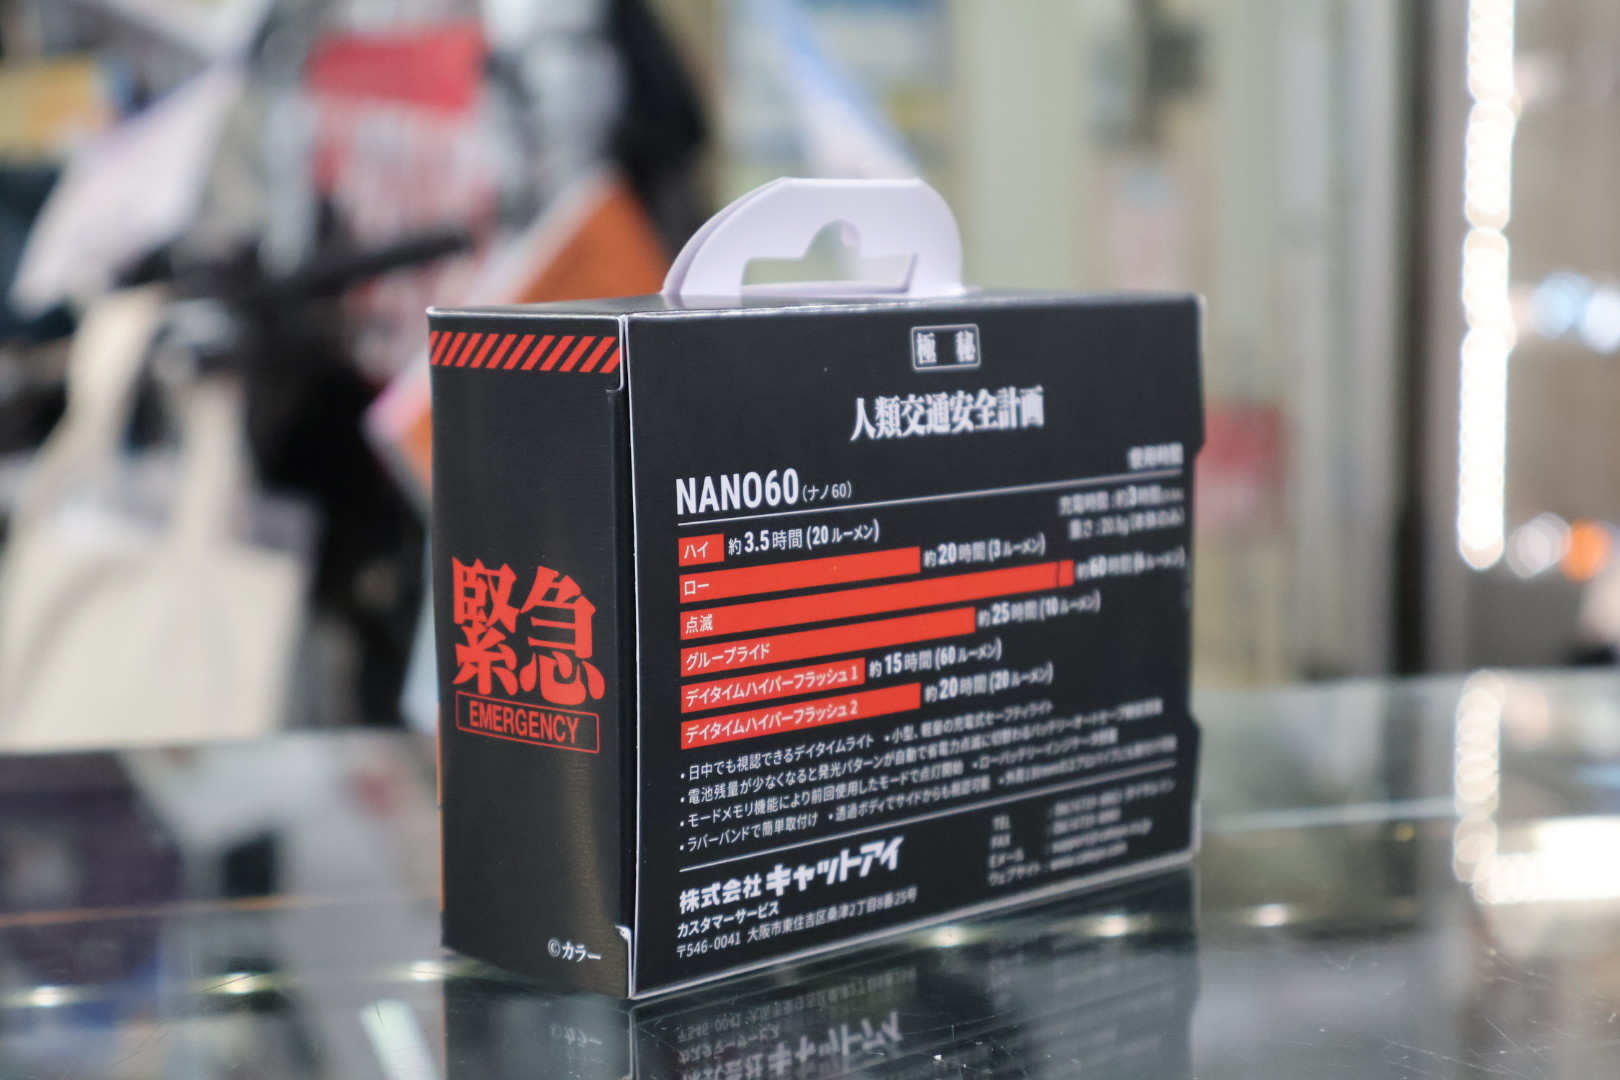 緊急
EMERGENCY
©カラー
極秘
人類交通安全計画
使用時間
NANO60(ナノ60)
充電時間:約3時間
重さ:20.5g(本体のみ)
ハイ 約3.5時間(20ルーメン)
ロー 約20時間(3ルーメン)
点滅 約60時間(6ルーメン)
グループライド 約25時間(10ルーメン)
デイタイムハイパーフラッシュ1 約15時間(60ルーメン)
デイタイムハイパーフラッシュ2 約20時間(20ルーメン)
・日中でも視認できるデイタイムライト ・小型、軽量の充電式セーフティライト
・電池残量が少なくなると発光パターンが自動で省電力点滅に切替わるバッテリーオートセーブ機能搭載
・モードメモリ機能により前回使用したモードで点灯開始 ・ローバッテリーインジケータ搭載
・ラバーバンドで簡単取付け ・透過ボディでサイドからも視認可能
株式会社キャットアイ
カスタマーサービス
〒546-0041 大阪市東住吉区桑津2丁目8番25号
TEL
FAX
Eメール
ウェブサイト